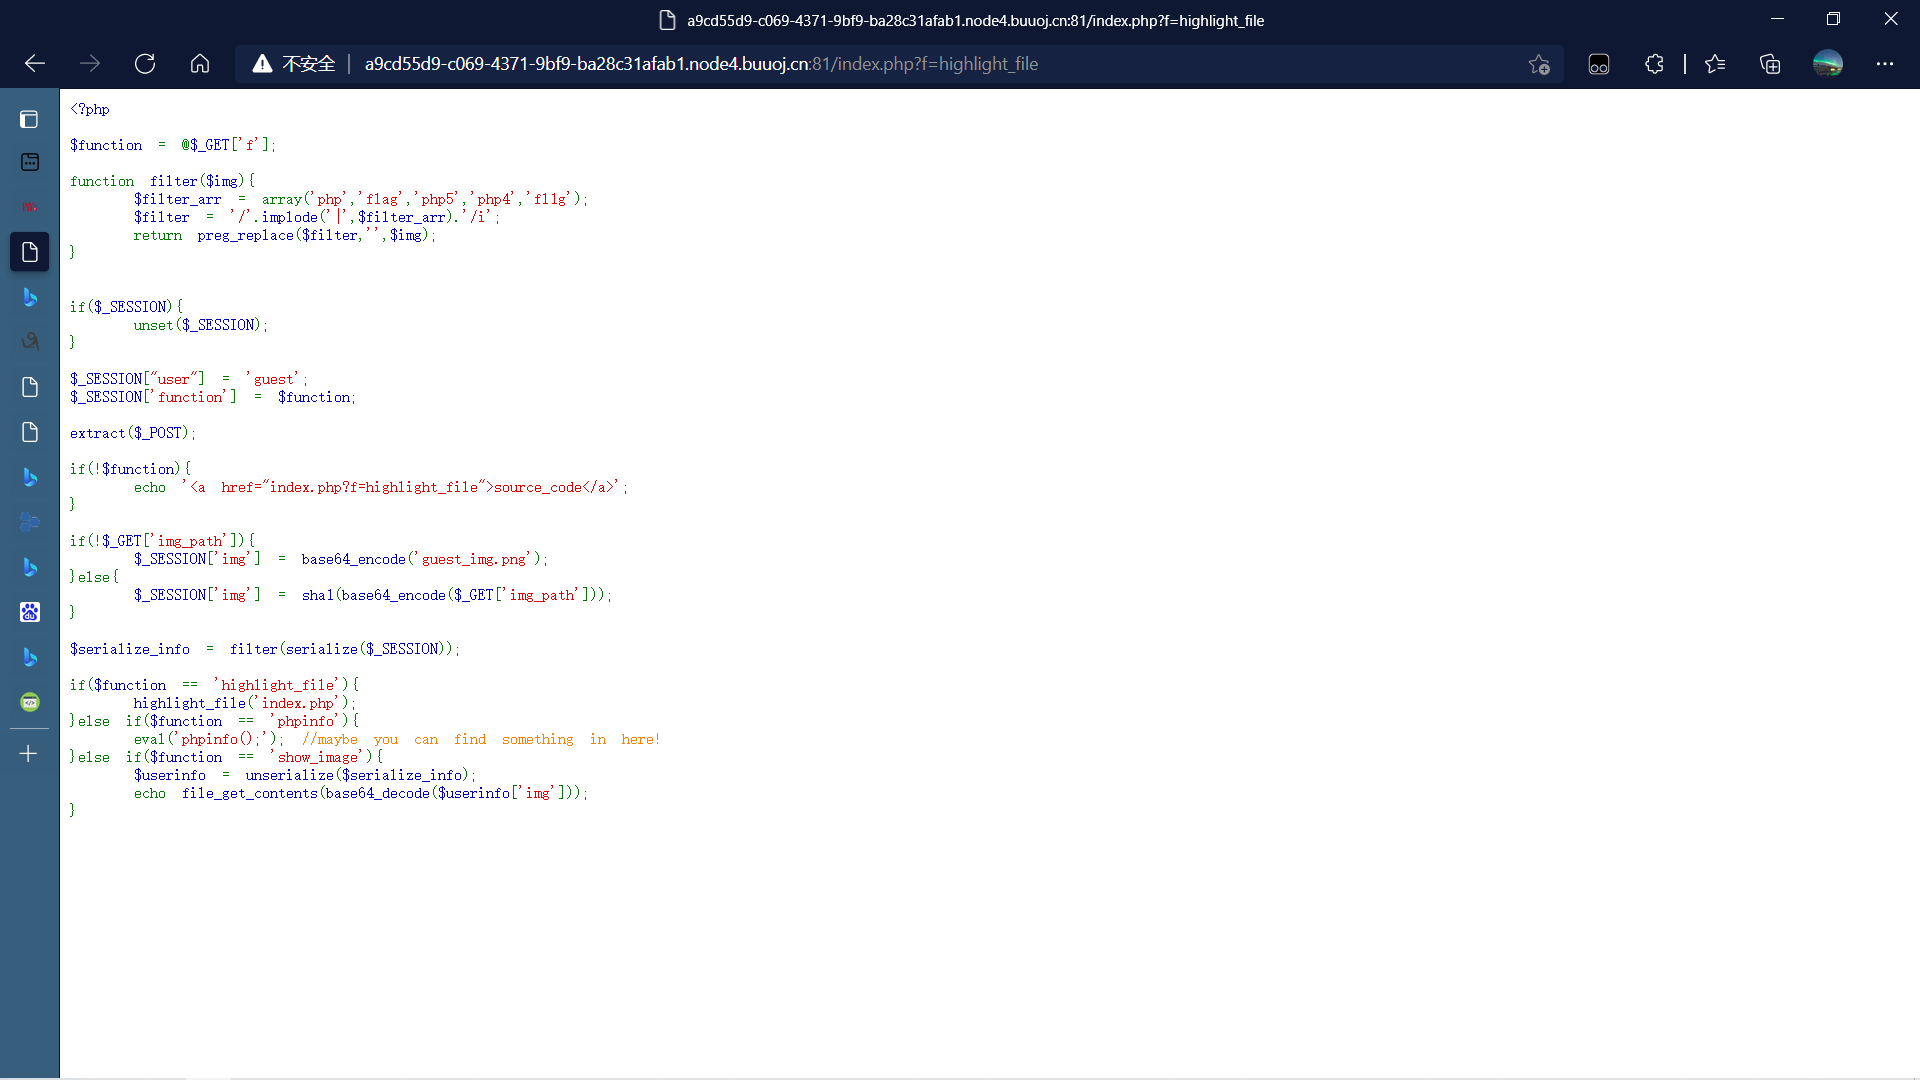 a9cd55d9-c069-4371-9bf9-ba28c31afab1.node4.buuoj.cn:81/index.php?f=highlight_file
不安全 a9cd55d9-c069-4371-9bf9-ba28c31afab1.node4.buuoj.cn:81/index.php?f=highlight_file
<?php
$function = @$_GET['f'];
function filter($img){
$filter_arr = array('php','flag','php5','php4','fl1g');
$filter = '/'.implode('|',$filter_arr).'/i';
return preg_replace($filter,'',$img);
}
if($_SESSION){
unset($_SESSION);
}
$_SESSION["user"] = 'guest';
$_SESSION['function'] = $function;
extract($_POST);
if(!$function){
echo '<a href="index.php?f=highlight_file">source_code</a>';
}
if(!$_GET['img_path']){
$_SESSION['img'] = base64_encode('guest_img.png');
}else{
$_SESSION['img'] = sha1(base64_encode($_GET['img_path']));
}
$serialize_info = filter(serialize($_SESSION));
if($function == 'highlight_file'){
highlight_file('index.php');
}else if($function == 'phpinfo'){
eval('phpinfo();'); //maybe you can find something in here!
}else if($function == 'show_image'){
$userinfo = unserialize($serialize_info);
echo file_get_contents(base64_decode($userinfo['img']));
}